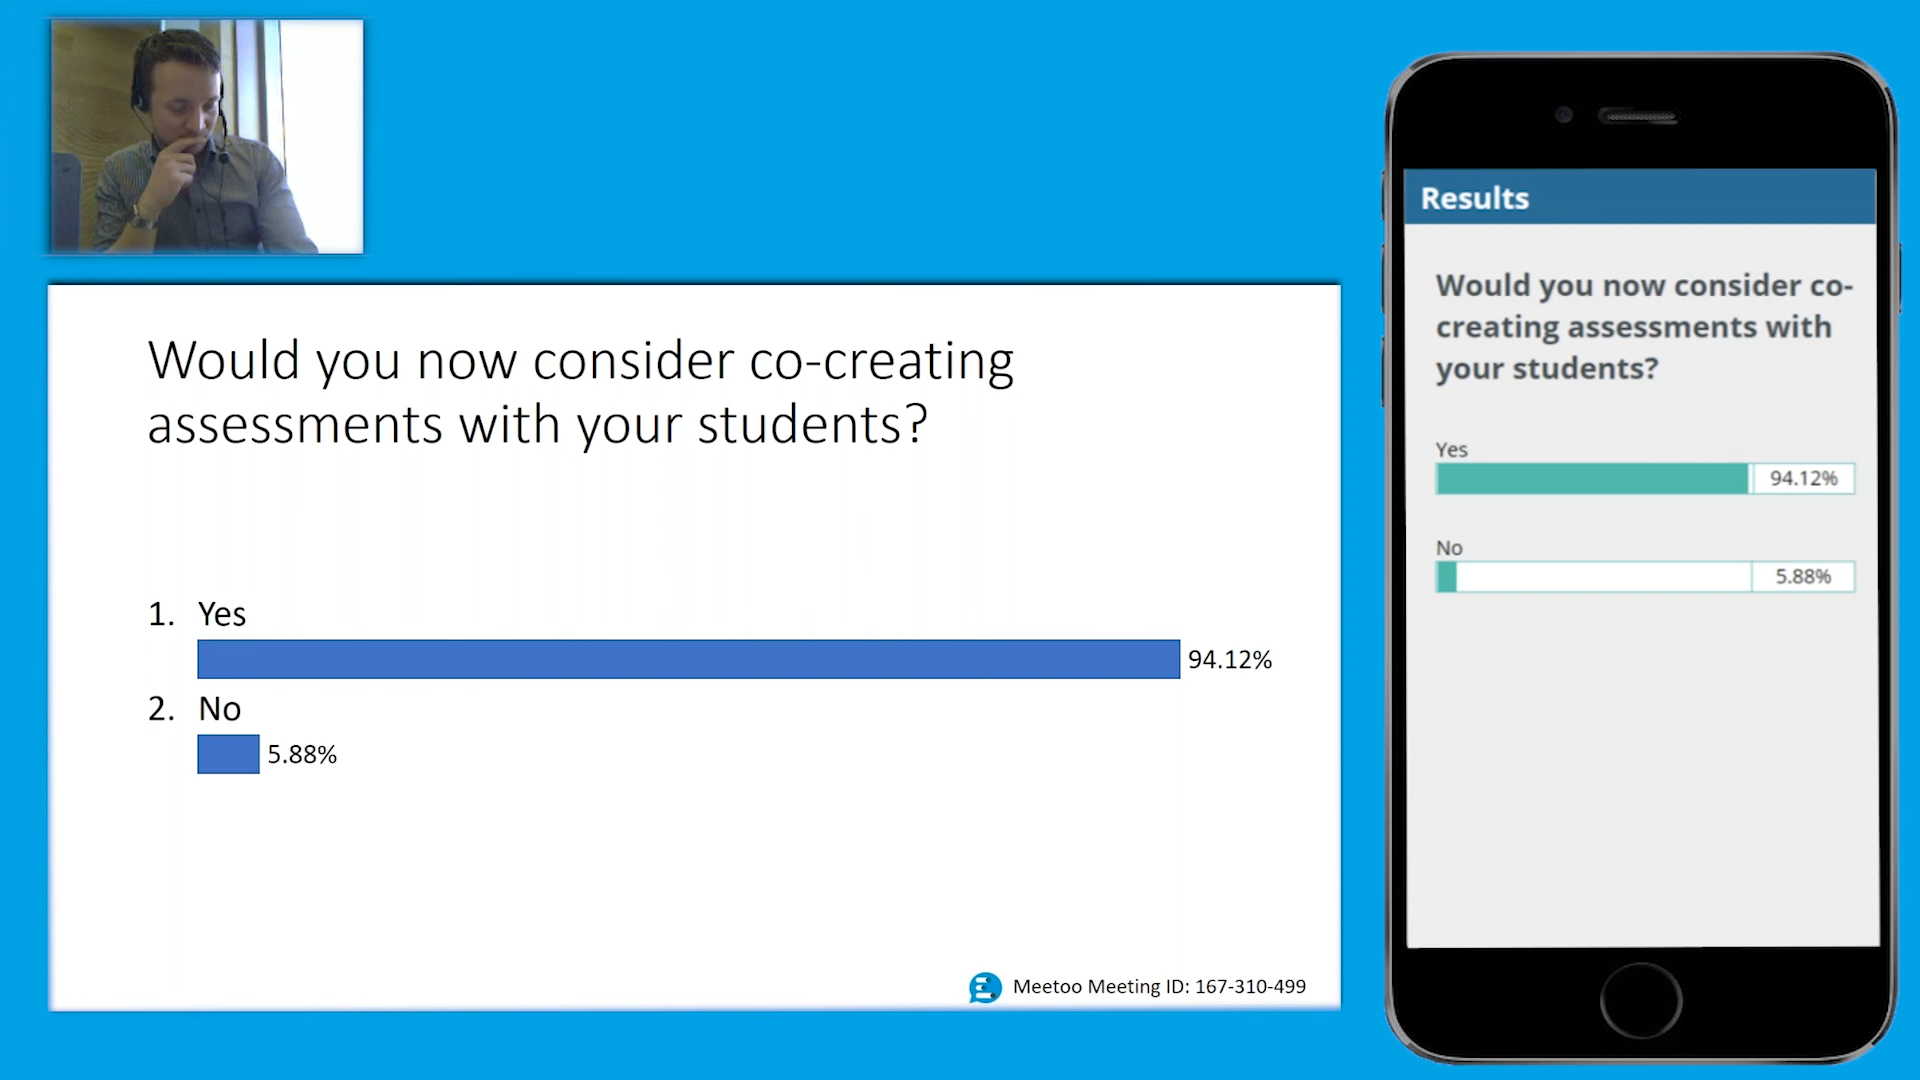 Would you now consider co-creating
assessments with your students?
1. Yes
94.12%
2. No
5.88%
Meetoo Meeting ID: 167-310-499
Results
Would you now consider co-
creating assessments with
your students?
Yes
94.12%
No
5.88%